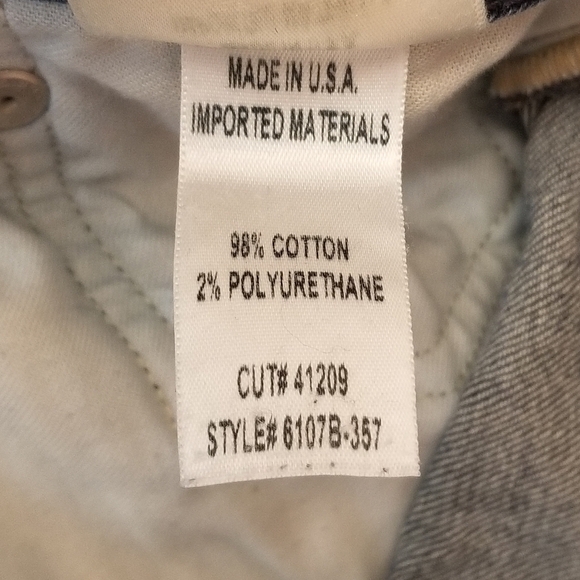 MADE IN U.S.A.
IMPORTED MATERIALS
98% COTTON
2% POLYURETHANE
CUT# 41209
STYLE# 6107B-357